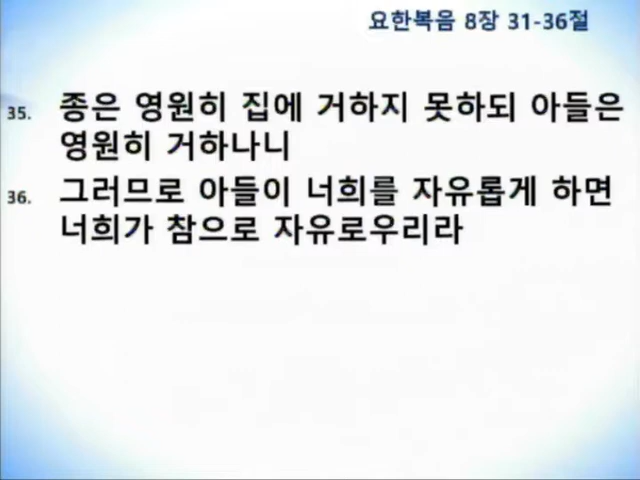 요한복음 8장 31-36절
35. 종은 영원히 집에 거하지 못하되 아들은
영원히 거하나니
36. 그러므로 아들이 너희를 자유롭게 하면
너희가 참으로 자유로우리라